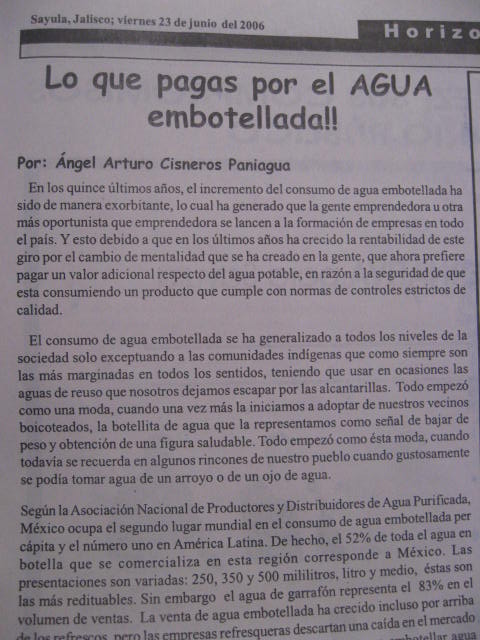 Sayula, Jalisco; viernes 23 de junio del 2006
Horizo
Lo que pagas por el AGUA
embotellada!!
Por: Ángel Arturo Cisneros Paniagua
En los quince últimos años, el incremento del consumo de agua embotellada ha
sido de manera exorbitante, lo cual ha generado que la gente emprendedora u otra
más oportunista que emprendedora se lancen a la formación de empresas en todo
el país. Y esto debido a que en los últimos años ha crecido la rentabilidad de este
giro por el cambio de mentalidad que se ha creado en la gente, que ahora prefiere
pagar un valor adicional respecto del agua potable, en razón a la seguridad de que
esta consumiendo un producto que cumple con normas de controles estrictos de
calidad.
El consumo de agua embotellada se ha generalizado a todos los niveles de la
sociedad solo exceptuando a las comunidades indígenas que como siempre son
las más marginadas en todos los sentidos, teniendo que usar en ocasiones las
aguas de reuso que nosotros dejamos escapar por las alcantarillas. Todo empezó
como una moda, cuando una vez más la iniciamos a adoptar de nuestros vecinos
boicoteados, la botellita de agua que la representamos como señal de bajar de
peso y obtención de una figura saludable. Todo empezó como ésta moda, cuando
todavía se recuerda en algunos rincones de nuestro pueblo cuando gustosamente
se podía tomar agua de un arroyo o de un ojo de agua.
Según la Asociación Nacional de Productores y Distribuidores de Agua Purificada,
México ocupa el segundo lugar mundial en el consumo de agua embotellada per
cápita y el número uno en América Latina. De hecho, el 52% de toda el agua en
botella que se comercializa en esta región corresponde a México. Las
presentaciones son variadas: 250, 350 y 500 mililitros, litro y medio, éstas son
las más redituables. Sin embargo el agua de garrafón representa el 83% en el
volumen de ventas. La venta de agua embotellada ha crecido incluso por arriba
de los refrescos, pero las empresas refresqueras descartan una caída en el mercado
embotellar agua